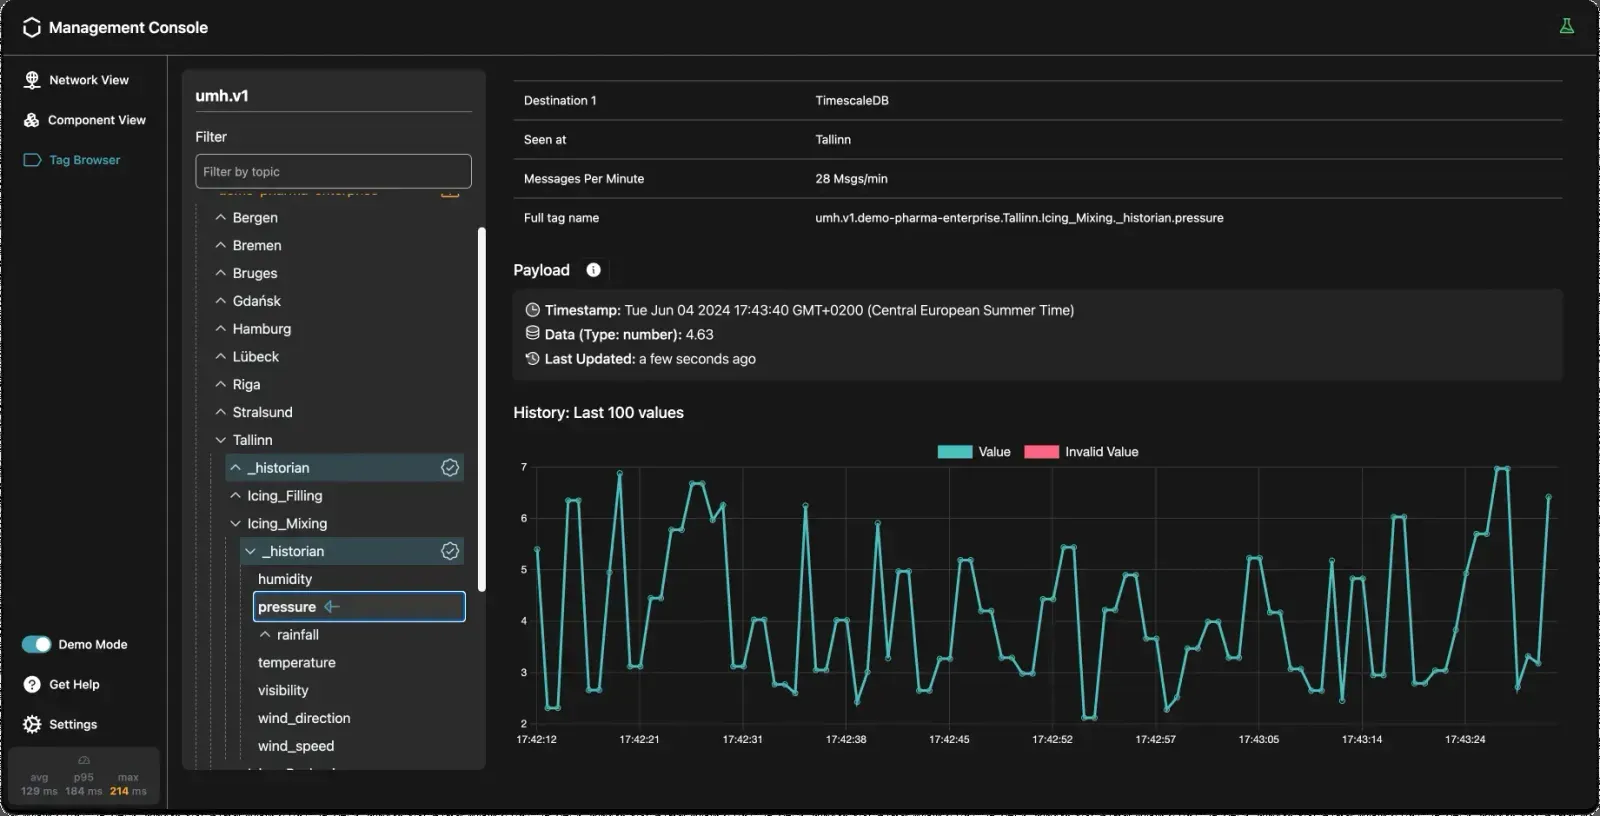 Management Console
Network View
Component View
Tag Browser
Demo Mode
Get Help
Settings
avg p95 max
129 ms 184 ms 214 ms
umh.v1
Filter
Filter by topic
Bergen
Bremen
Bruges
Gdańsk
Hamburg
Lübeck
Riga
Stralsund
Tallinn
_historian
Icing_Filling
Icing_Mixing
_historian
humidity
pressure
rainfall
temperature
visibility
wind_direction
wind_speed
Destination 1 TimescaleDB
Seen at Tallinn
Messages Per Minute 28 Msgs/min
Full tag name umh.v1.demo-pharma-enterprise.Tallinn.Icing_Mixing._historian.pressure
Payload
Timestamp: Tue Jun 04 2024 17:43:40 GMT+0200 (Central European Summer Time)
Data (Type: number): 4.63
Last Updated: a few seconds ago
History: Last 100 values
Value Invalid Value
7
6
5
4
3
2
17:42:12 17:42:21 17:42:31 17:42:38 17:42:45 17:42:52 17:42:57 17:43:05 17:43:14 17:43:24